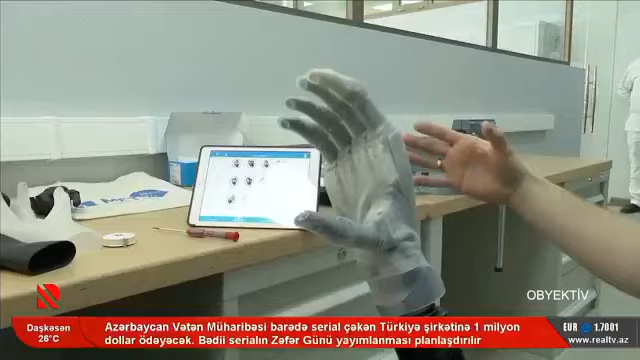 OBYEKTİV
Daşkəsən
26°C
Azərbaycan Vətən Müharibəsi barədə serial çəkən Türkiyə şirkətinə 1 milyon
dollar ödəyəcək. Bədii serialın Zəfər Günü yayımlanması planlaşdırılır
EUR 1.7001
www.realtv.az